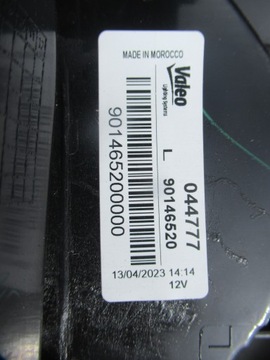 MADE IN MOROCCO
Valeo
Lighting Systems
L
90146520
044777
901465200000
13/04/2023 14:14
12V